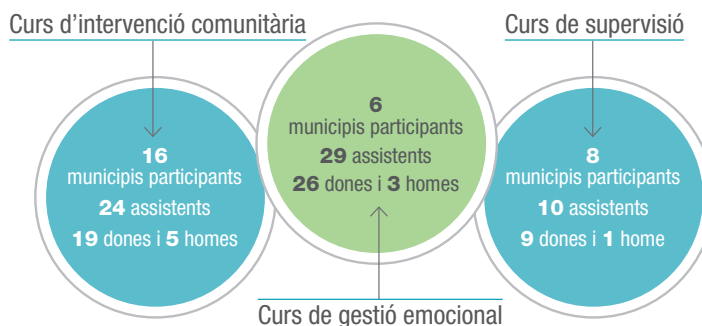 Curs d’intervenció comunitària
16
municipis participants
24 assistents
19 dones i 5 homes
6
municipis participants
29 assistents
26 dones i 3 homes
Curs de gestió emocional
Curs de supervisió
8
municipis participants
10 assistents
9 dones i 1 home